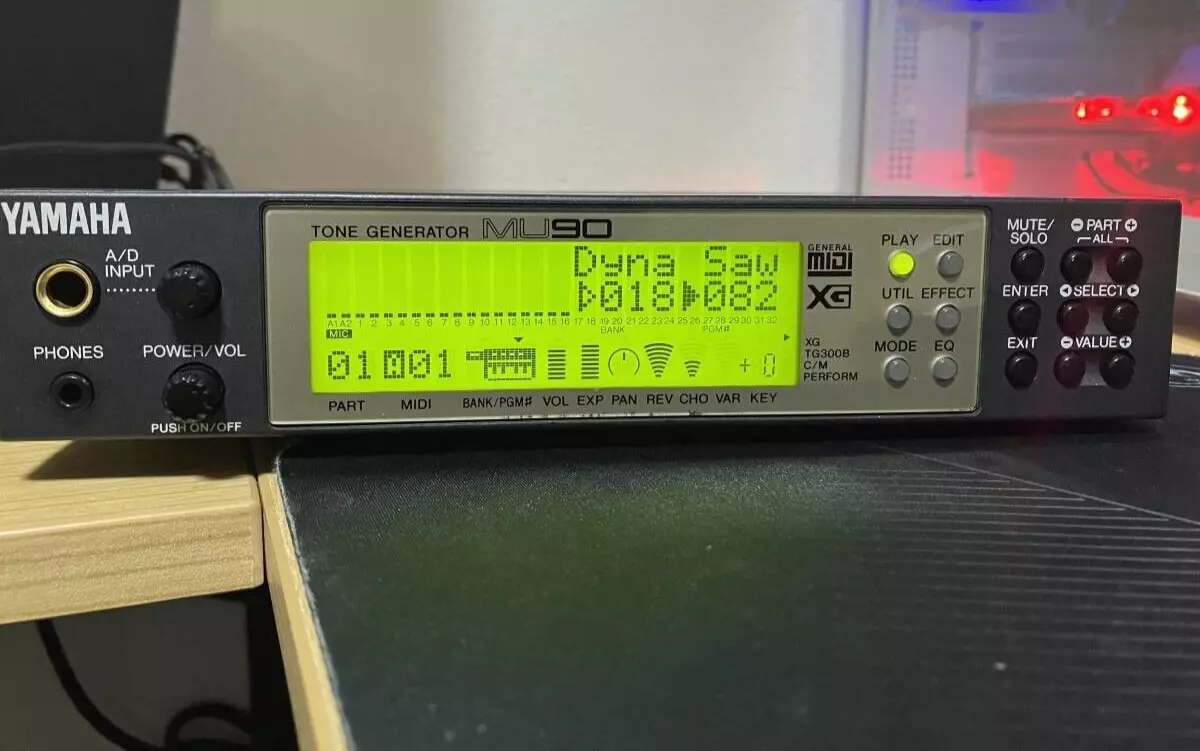 YAMAHA
A/D
INPUT
PHONES
POWER/VOL
PUSH ON/OFF
TONE GENERATOR MU90
Dyna Saw
018 082
A1 A2 1 2 3 4 5 6 7 8 9 10 11 12 13 14 15 16 17 18 19 20 21 22 23 24 25 26 27 28 29 30 31 32
MIC BANK PGM#
01 A01 + 0
PART MIDI BANK/PGM# VOL EXP PAN REV CHO VAR KEY
GENERAL
MIDI
XG
XG
TG300B
C/M
PERFORM
PLAY EDIT
UTIL EFFECT
MODE EQ
MUTE/
SOLO
PART
ALL
ENTER SELECT
EXIT VALUE